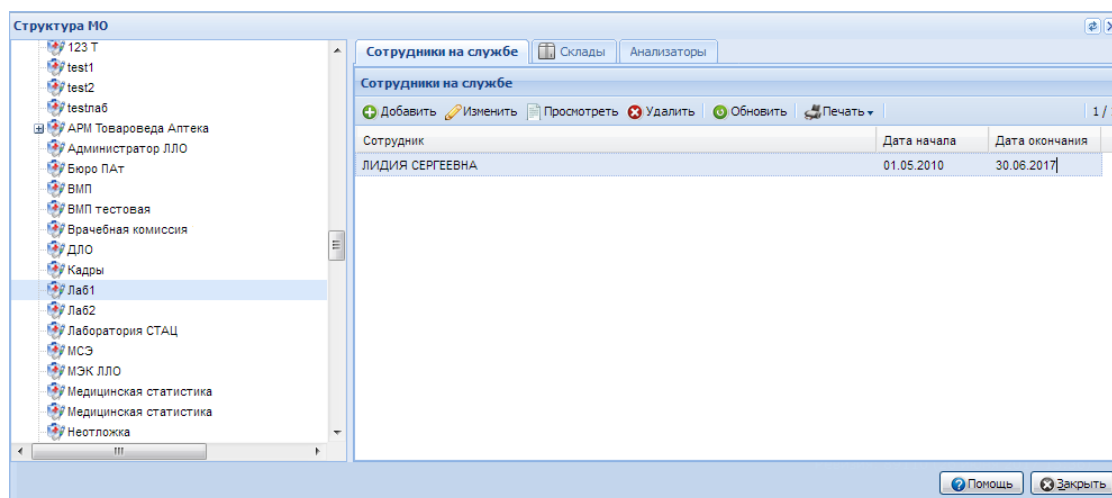 Структура МО
123 Т
test1
test2
testлаб
АРМ Товароведа Аптека
Администратор ЛЛО
Бюро ПАт
ВМП
ВМП тестовая
Врачебная комиссия
ДЛО
Кадры
Лаб1
Лаб2
Лаборатория СТАЦ
МСЭ
МЭК ЛЛО
Медицинская статистика
Медицинская статистика
Неотложка
Сотрудники на службе Склады Анализаторы
Сотрудники на службе
Добавить Изменить Просмотреть Удалить Обновить Печать 1 /
Сотрудник Дата начала Дата окончания
ЛИДИЯ СЕРГЕЕВНА 01.05.2010 30.06.2017
Помощь Закрыть